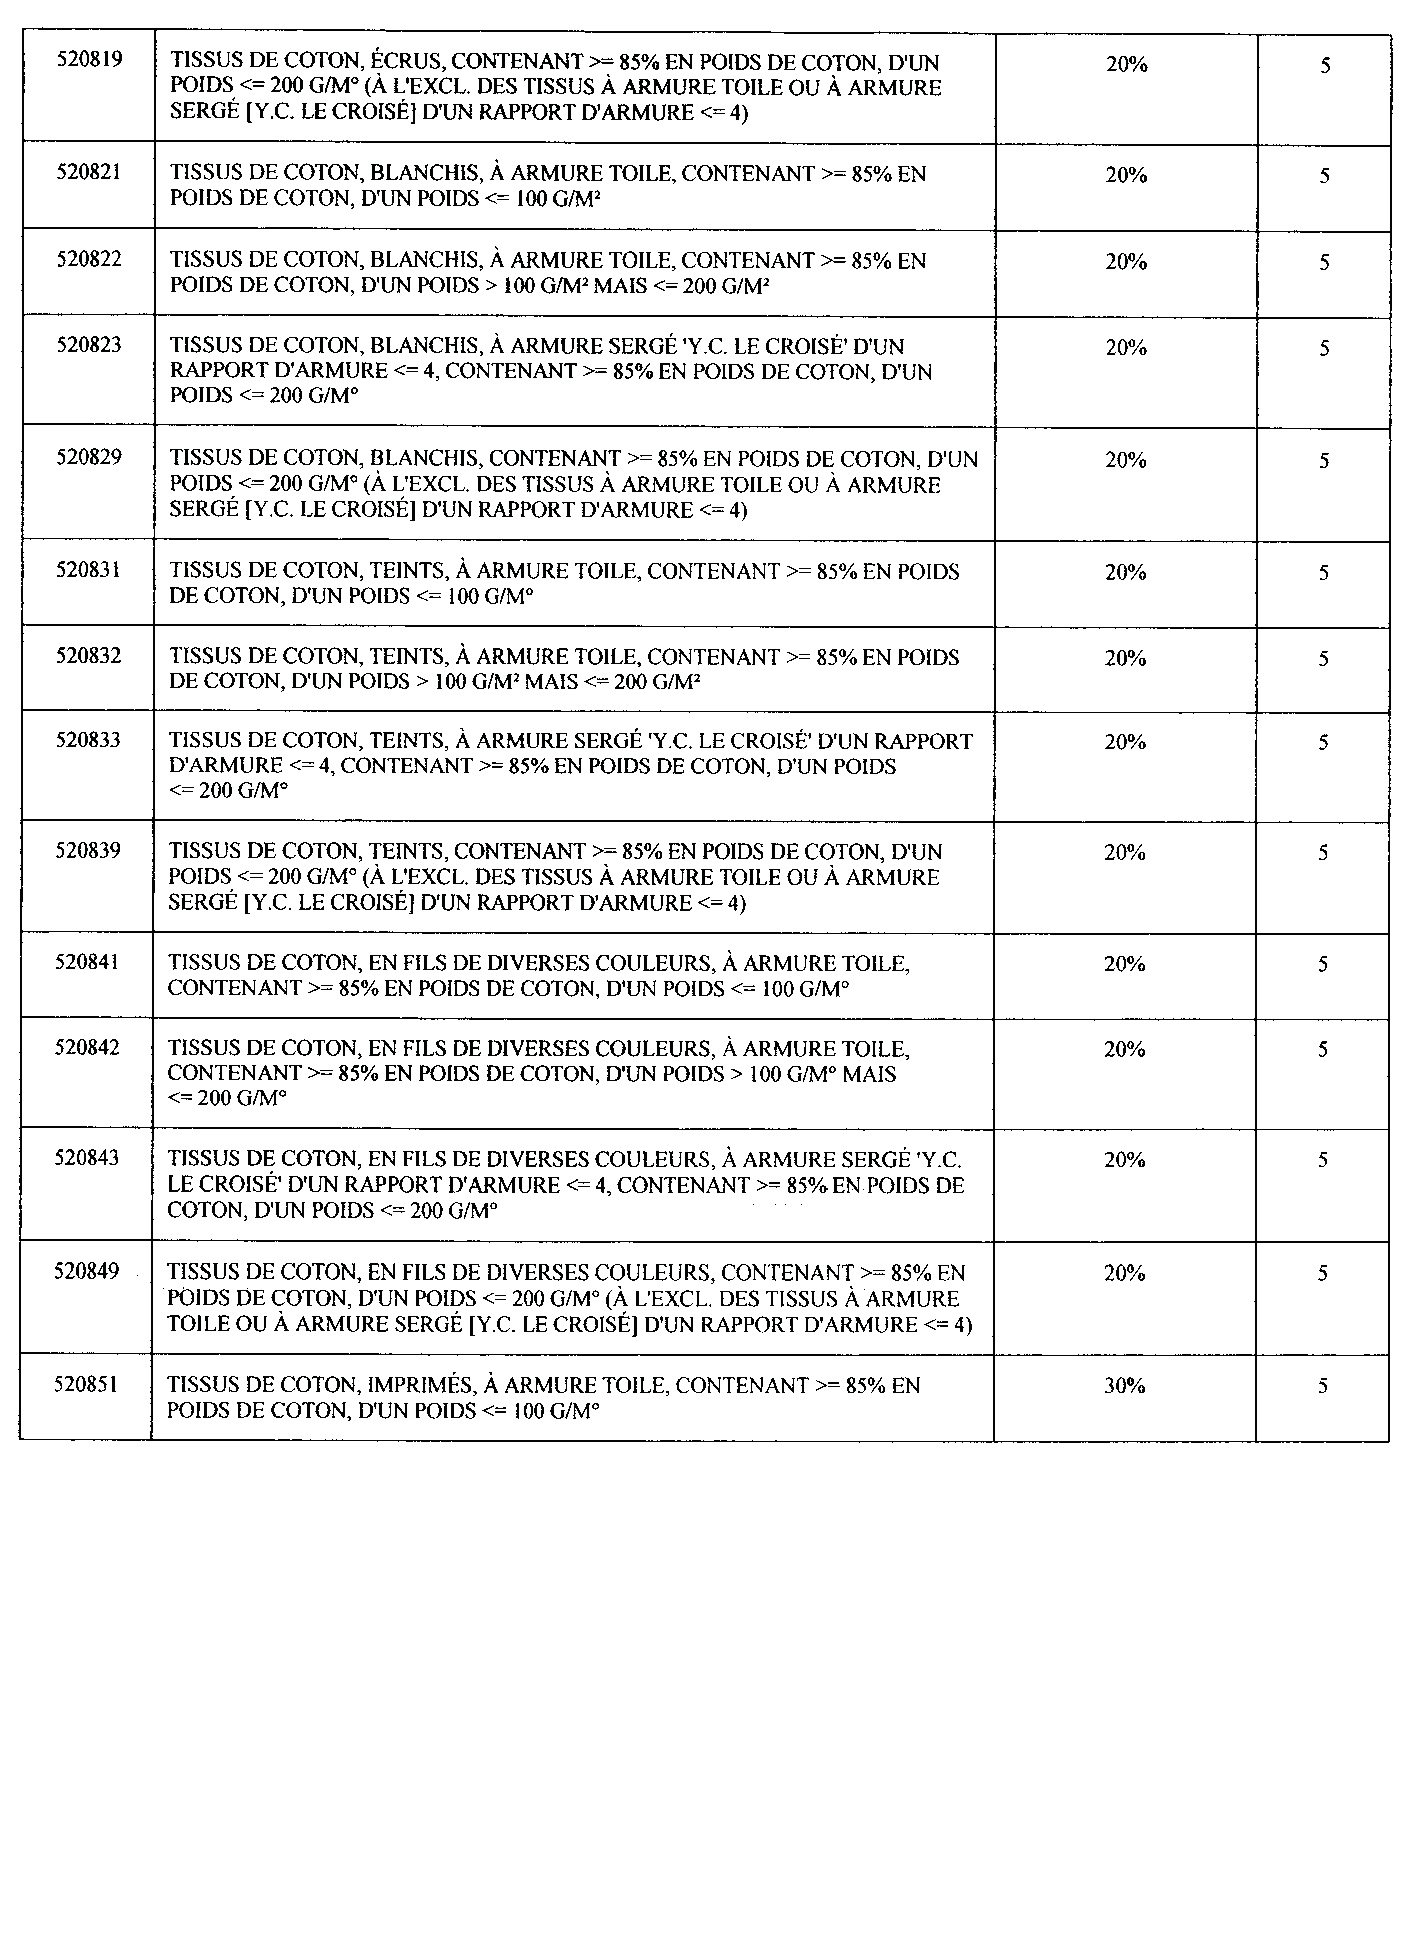 520819 TISSUS DE COTON, ÉCRUS, CONTENANT >= 85% EN POIDS DE COTON, D'UN 20% 5
POIDS <= 200 G/M° (À L'EXCL. DES TISSUS À ARMURE TOILE OU À ARMURE
SERGÉ [Y.C. LE CROISÉ] D'UN RAPPORT D'ARMURE <= 4)
520821 TISSUS DE COTON, BLANCHIS, À ARMURE TOILE, CONTENANT >= 85% EN 20% 5
POIDS DE COTON, D'UN POIDS <= 100 G/M²
520822 TISSUS DE COTON, BLANCHIS, À ARMURE TOILE, CONTENANT >= 85% EN 20% 5
POIDS DE COTON, D'UN POIDS > 100 G/M² MAIS <= 200 G/M²
520823 TISSUS DE COTON, BLANCHIS, À ARMURE SERGÉ 'Y.C. LE CROISÉ' D'UN 20% 5
RAPPORT D'ARMURE <= 4, CONTENANT >= 85% EN POIDS DE COTON, D'UN
POIDS <= 200 G/M°
520829 TISSUS DE COTON, BLANCHIS, CONTENANT >= 85% EN POIDS DE COTON, D'UN 20% 5
POIDS <= 200 G/M° (À L'EXCL. DES TISSUS À ARMURE TOILE OU À ARMURE
SERGÉ [Y.C. LE CROISÉ] D'UN RAPPORT D'ARMURE <= 4)
520831 TISSUS DE COTON, TEINTS, À ARMURE TOILE, CONTENANT >= 85% EN POIDS 20% 5
DE COTON, D'UN POIDS <= 100 G/M°
520832 TISSUS DE COTON, TEINTS, À ARMURE TOILE, CONTENANT >= 85% EN POIDS 20% 5
DE COTON, D'UN POIDS > 100 G/M² MAIS <= 200 G/M²
520833 TISSUS DE COTON, TEINTS, À ARMURE SERGÉ 'Y.C. LE CROISÉ' D'UN RAPPORT 20% 5
D'ARMURE <= 4, CONTENANT >= 85% EN POIDS DE COTON, D'UN POIDS
<= 200 G/M°
520839 TISSUS DE COTON, TEINTS, CONTENANT >= 85% EN POIDS DE COTON, D'UN 20% 5
POIDS <= 200 G/M° (À L'EXCL. DES TISSUS À ARMURE TOILE OU À ARMURE
SERGÉ [Y.C. LE CROISÉ] D'UN RAPPORT D'ARMURE <= 4)
520841 TISSUS DE COTON, EN FILS DE DIVERSES COULEURS, À ARMURE TOILE, 20% 5
CONTENANT >= 85% EN POIDS DE COTON, D'UN POIDS <= 100 G/M°
520842 TISSUS DE COTON, EN FILS DE DIVERSES COULEURS, À ARMURE TOILE, 20% 5
CONTENANT >= 85% EN POIDS DE COTON, D'UN POIDS > 100 G/M° MAIS
<= 200 G/M°
520843 TISSUS DE COTON, EN FILS DE DIVERSES COULEURS, À ARMURE SERGÉ 'Y.C. 20% 5
LE CROISÉ' D'UN RAPPORT D'ARMURE <= 4, CONTENANT >= 85% EN POIDS DE
COTON, D'UN POIDS <= 200 G/M°
520849 TISSUS DE COTON, EN FILS DE DIVERSES COULEURS, CONTENANT >= 85% EN 20% 5
POIDS DE COTON, D'UN POIDS <= 200 G/M° (À L'EXCL. DES TISSUS À ARMURE
TOILE OU À ARMURE SERGÉ [Y.C. LE CROISÉ] D'UN RAPPORT D'ARMURE <= 4)
520851 TISSUS DE COTON, IMPRIMÉS, À ARMURE TOILE, CONTENANT >= 85% EN 30% 5
POIDS DE COTON, D'UN POIDS <= 100 G/M°